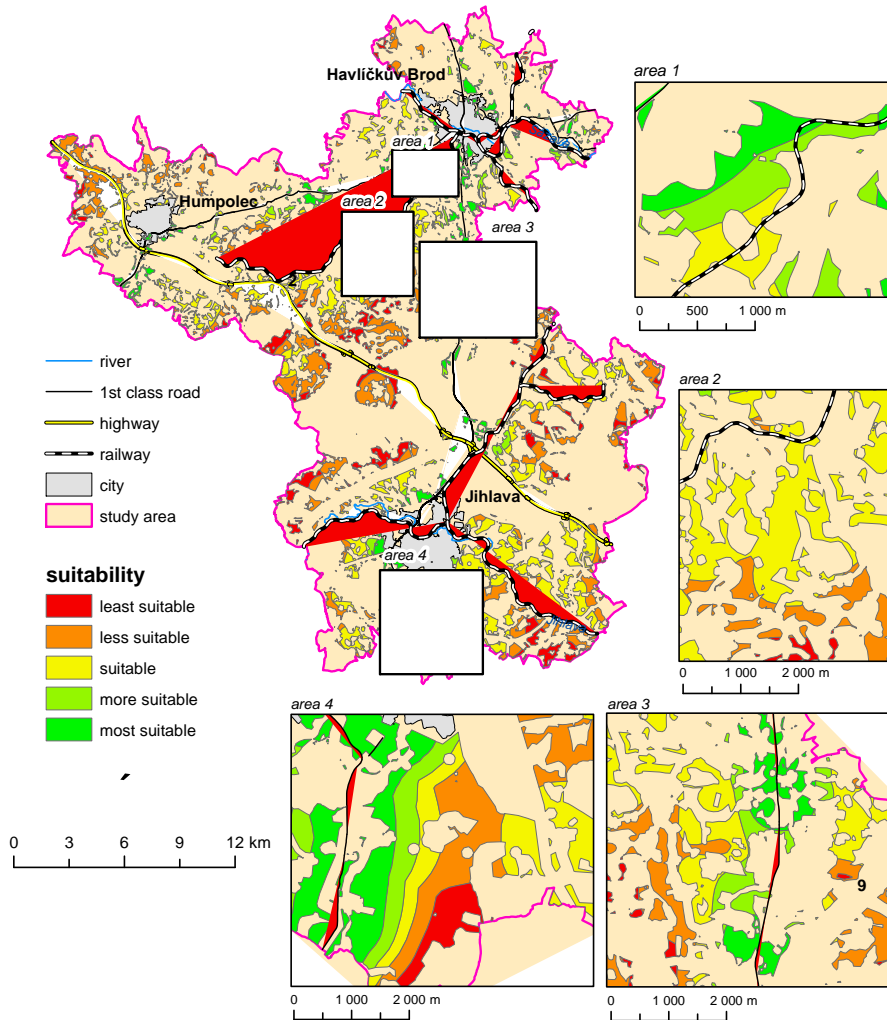 Havlíčkův Brod
area 1
Humpolec
area 2
area 3
2
river
1st class road
highway
railway
city
study area
suitability
least suitable
less suitable
suitable
more suitable
most suitable
0 3 6 9 12 km
Jihlava
area 4
Jihlava
area 1
0 500 1 000 m
area 2
0 1 000 2 000 m
area 4
0 1 000 2 000 m
area 3
9
0 1 000 2 000 m